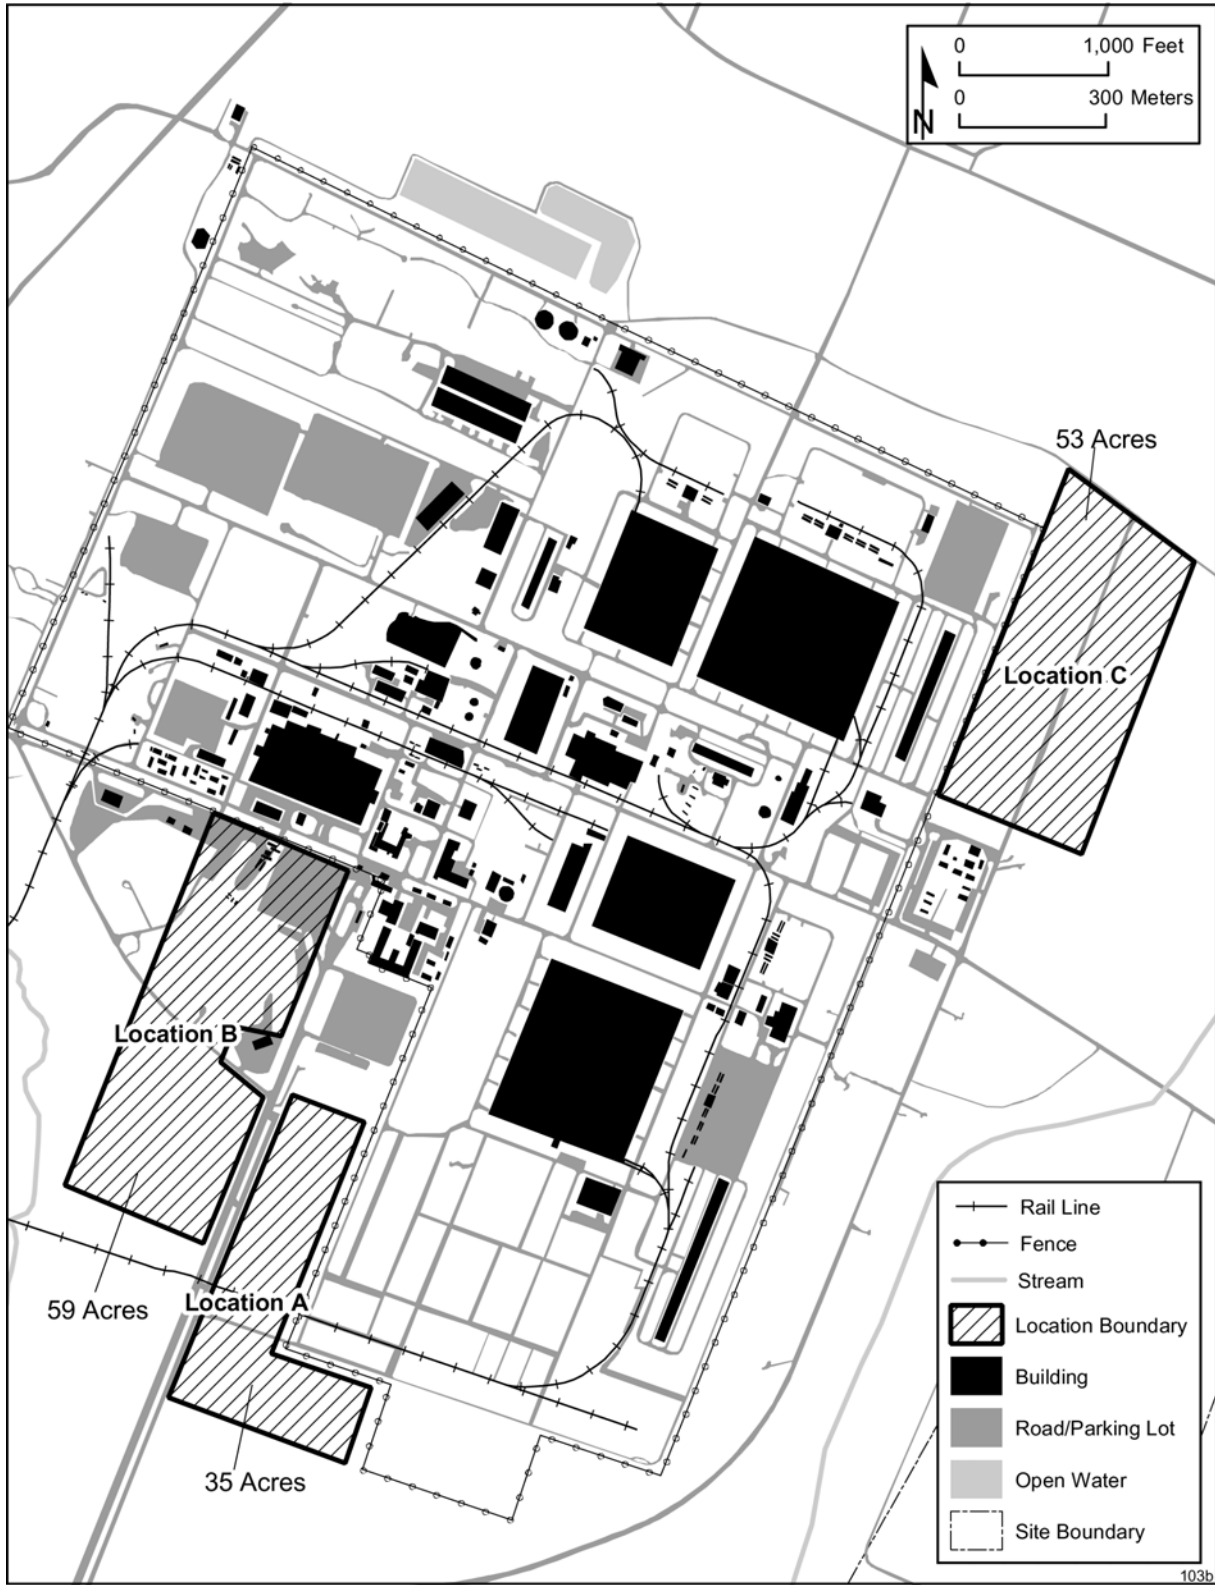 0 1,000 Feet
0 300 Meters
N
53 Acres
Location C
Location B
59 Acres
Location A
35 Acres
Rail Line
Fence
Stream
Location Boundary
Building
Road/Parking Lot
Open Water
Site Boundary
103b